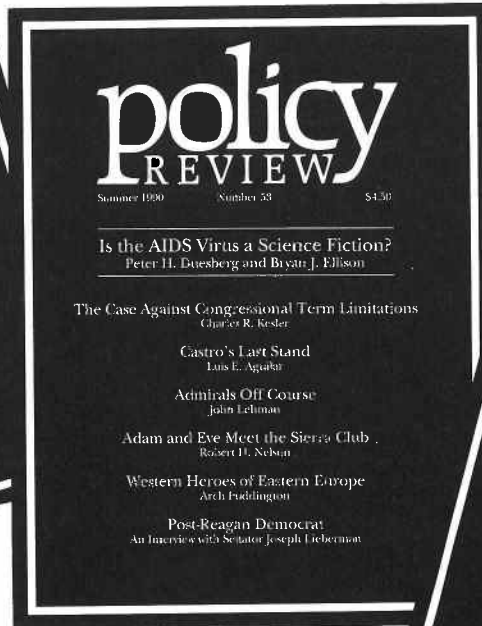 policy
REVIEW
Summer 1990 Number 53 $4.50
Is the AIDS Virus a Science Fiction?
Peter H. Duesberg and Bryan J. Ellison
The Case Against Congressional Term Limitations
Charles R. Kesler
Castro's Last Stand
Luis E. Aguilar
Admirals Off Course
John Lehman
Adam and Eve Meet the Sierra Club
Robert H. Nelson
Western Heroes of Eastern Europe
Arch Puddington
Post-Reagan Democrat
An Interview with Senator Joseph Lieberman